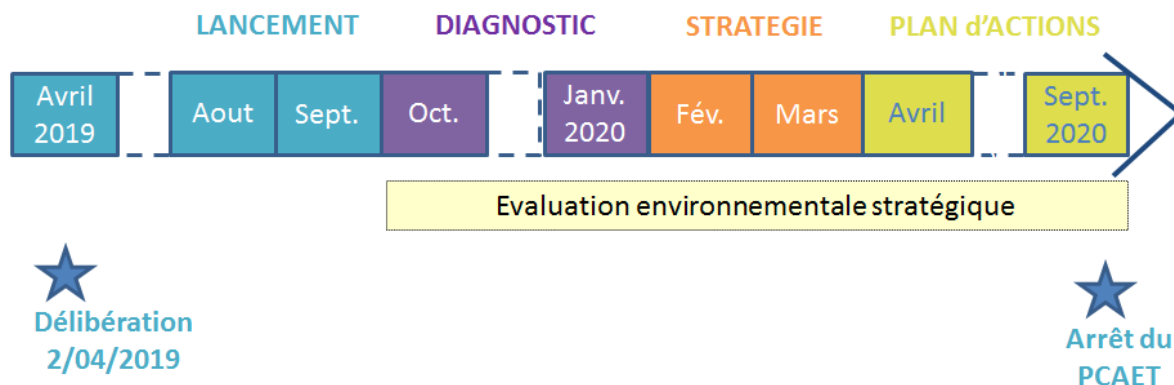 LANCEMENT DIAGNOSTIC STRATEGIE PLAN d'ACTIONS
Avril
2019
Aout
Sept.
Oct.
Janv.
2020
Fév.
Mars
Avril
Sept.
2020
Evaluation environnementale stratégique
Délibération
2/04/2019
Arrêt du
PCAET